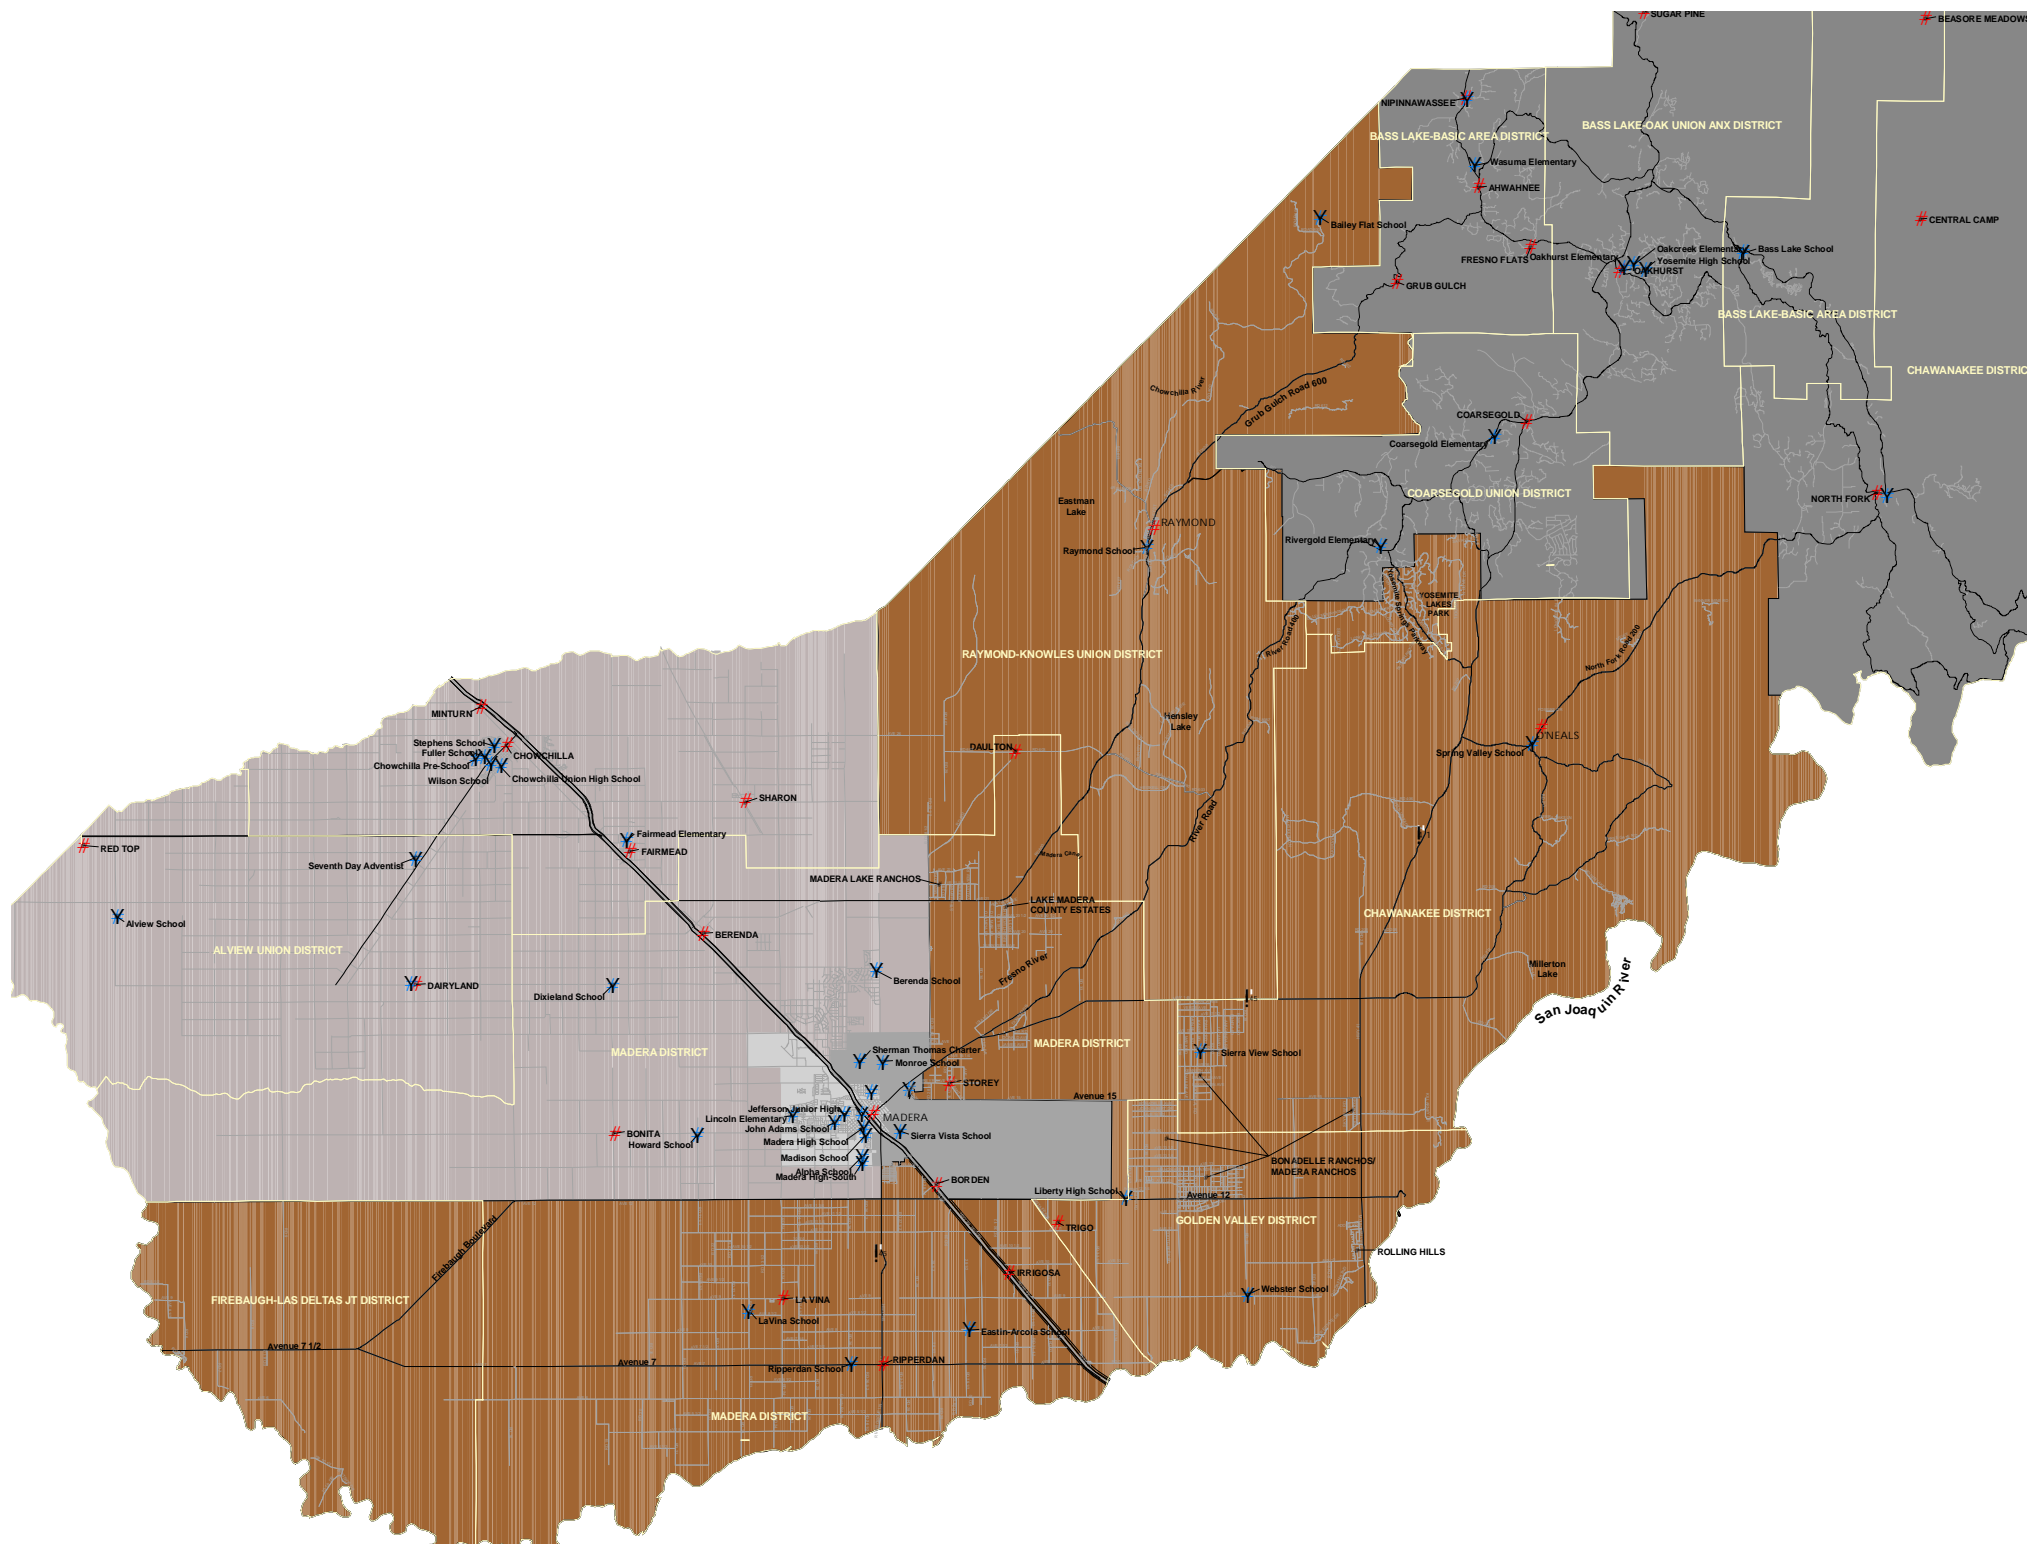 SUGAR PINE
BEASORE MEADOWS
NIPINNAWASSEE
BASS LAKE-OAK UNION ANX DISTRICT
BASS LAKE-BASIC AREA DISTRICT
Wasuma Elementary
AHWAHNEE
CENTRAL CAMP
Bailey Flat School
Oakcreek Elementary
Bass Lake School
FRESNO FLATS
Oakhurst Elementary
Yosemite High School
OAKHURST
GRUB GULCH
BASS LAKE-BASIC AREA DISTRICT
CHAWANAKEE DISTRIC
Chowchilla River
Grub Gulch Road 600
COARSEGOLD
Coarsegold Elementary
COARSEGOLD UNION DISTRICT
NORTH FORK
Eastman
Lake
RAYMOND
Raymond School
Rivergold Elementary
Yosemite Springs Parkway
YOSEMITE
LAKES
PARK
River Road 400
North Fork Road 200
RAYMOND-KNOWLES UNION DISTRICT
MINTURN
Hensley
Lake
O'NEALS
Stephens School
Fuller School
CHOWCHILLA
DAULTON
Spring Valley School
Chowchilla Pre-School
Wilson School
Chowchilla Union High School
SHARON
River Road
Fairmead Elementary
FAIRMEAD
RED TOP
Seventh Day Adventist
Madera Canal
MADERA LAKE RANCHOS
LAKE MADERA
COUNTY ESTATES
CHAWANAKEE DISTRICT
Alview School
ALVIEW UNION DISTRICT
BERENDA
Fresno River
Millerton
Lake
San Joaquin River
Berenda School
DAIRYLAND
Dixieland School
MADERA DISTRICT
Sherman Thomas Charter
Monroe School
MADERA DISTRICT
Sierra View School
STOREY
Avenue 15
Jefferson Junior High
Lincoln Elementary
MADERA
John Adams School
BONITA
Howard School
Madera High School
Sierra Vista School
Madison School
Alpha School
Madera High-South
BONADELLE RANCHOS/
MADERA RANCHOS
BORDEN
Liberty High School
Avenue 12
TRIGO
GOLDEN VALLEY DISTRICT
Firebaugh Boulevard
ROLLING HILLS
IRRIGOSA
Webster School
FIREBAUGH-LAS DELTAS JT DISTRICT
LA VINA
LaVina School
Eastin-Arcola School
Avenue 7 1/2
Avenue 7
Ripperdan School
RIPPERDAN
MADERA DISTRICT